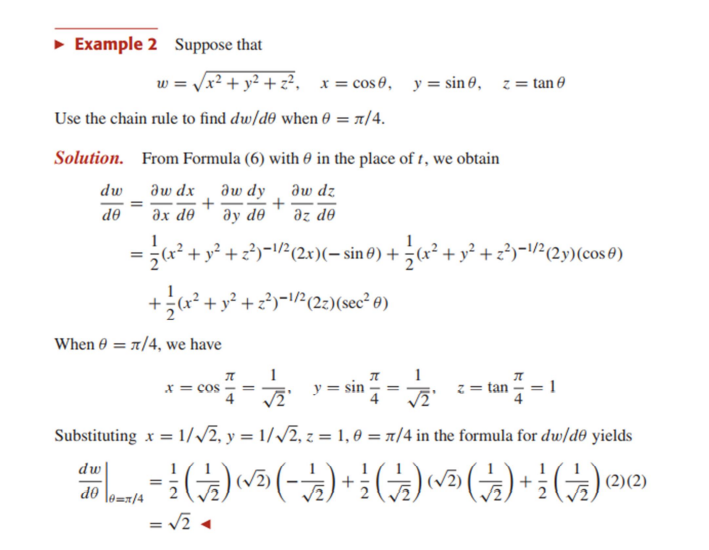 ► Example 2 Suppose that
w = √(x² + y² + z²), x = cos θ, y = sin θ, z = tan θ
Use the chain rule to find dw/dθ when θ = π/4.
Solution. From Formula (6) with θ in the place of t, we obtain
dw/dθ = ∂w/∂x dx/dθ + ∂w/∂y dy/dθ + ∂w/∂z dz/dθ
= 1/2(x² + y² + z²)^(−1/2)(2x)(− sin θ) + 1/2(x² + y² + z²)^(−1/2)(2y)(cos θ)
+ 1/2(x² + y² + z²)^(−1/2)(2z)(sec² θ)
When θ = π/4, we have
x = cos π/4 = 1/√2, y = sin π/4 = 1/√2, z = tan π/4 = 1
Substituting x = 1/√2, y = 1/√2, z = 1, θ = π/4 in the formula for dw/dθ yields
dw/dθ|θ=π/4 = 1/2(1/√2)(√2)(−1/√2) + 1/2(1/√2)(√2)(1/√2) + 1/2(1/√2)(2)(2)
= √2 ◄